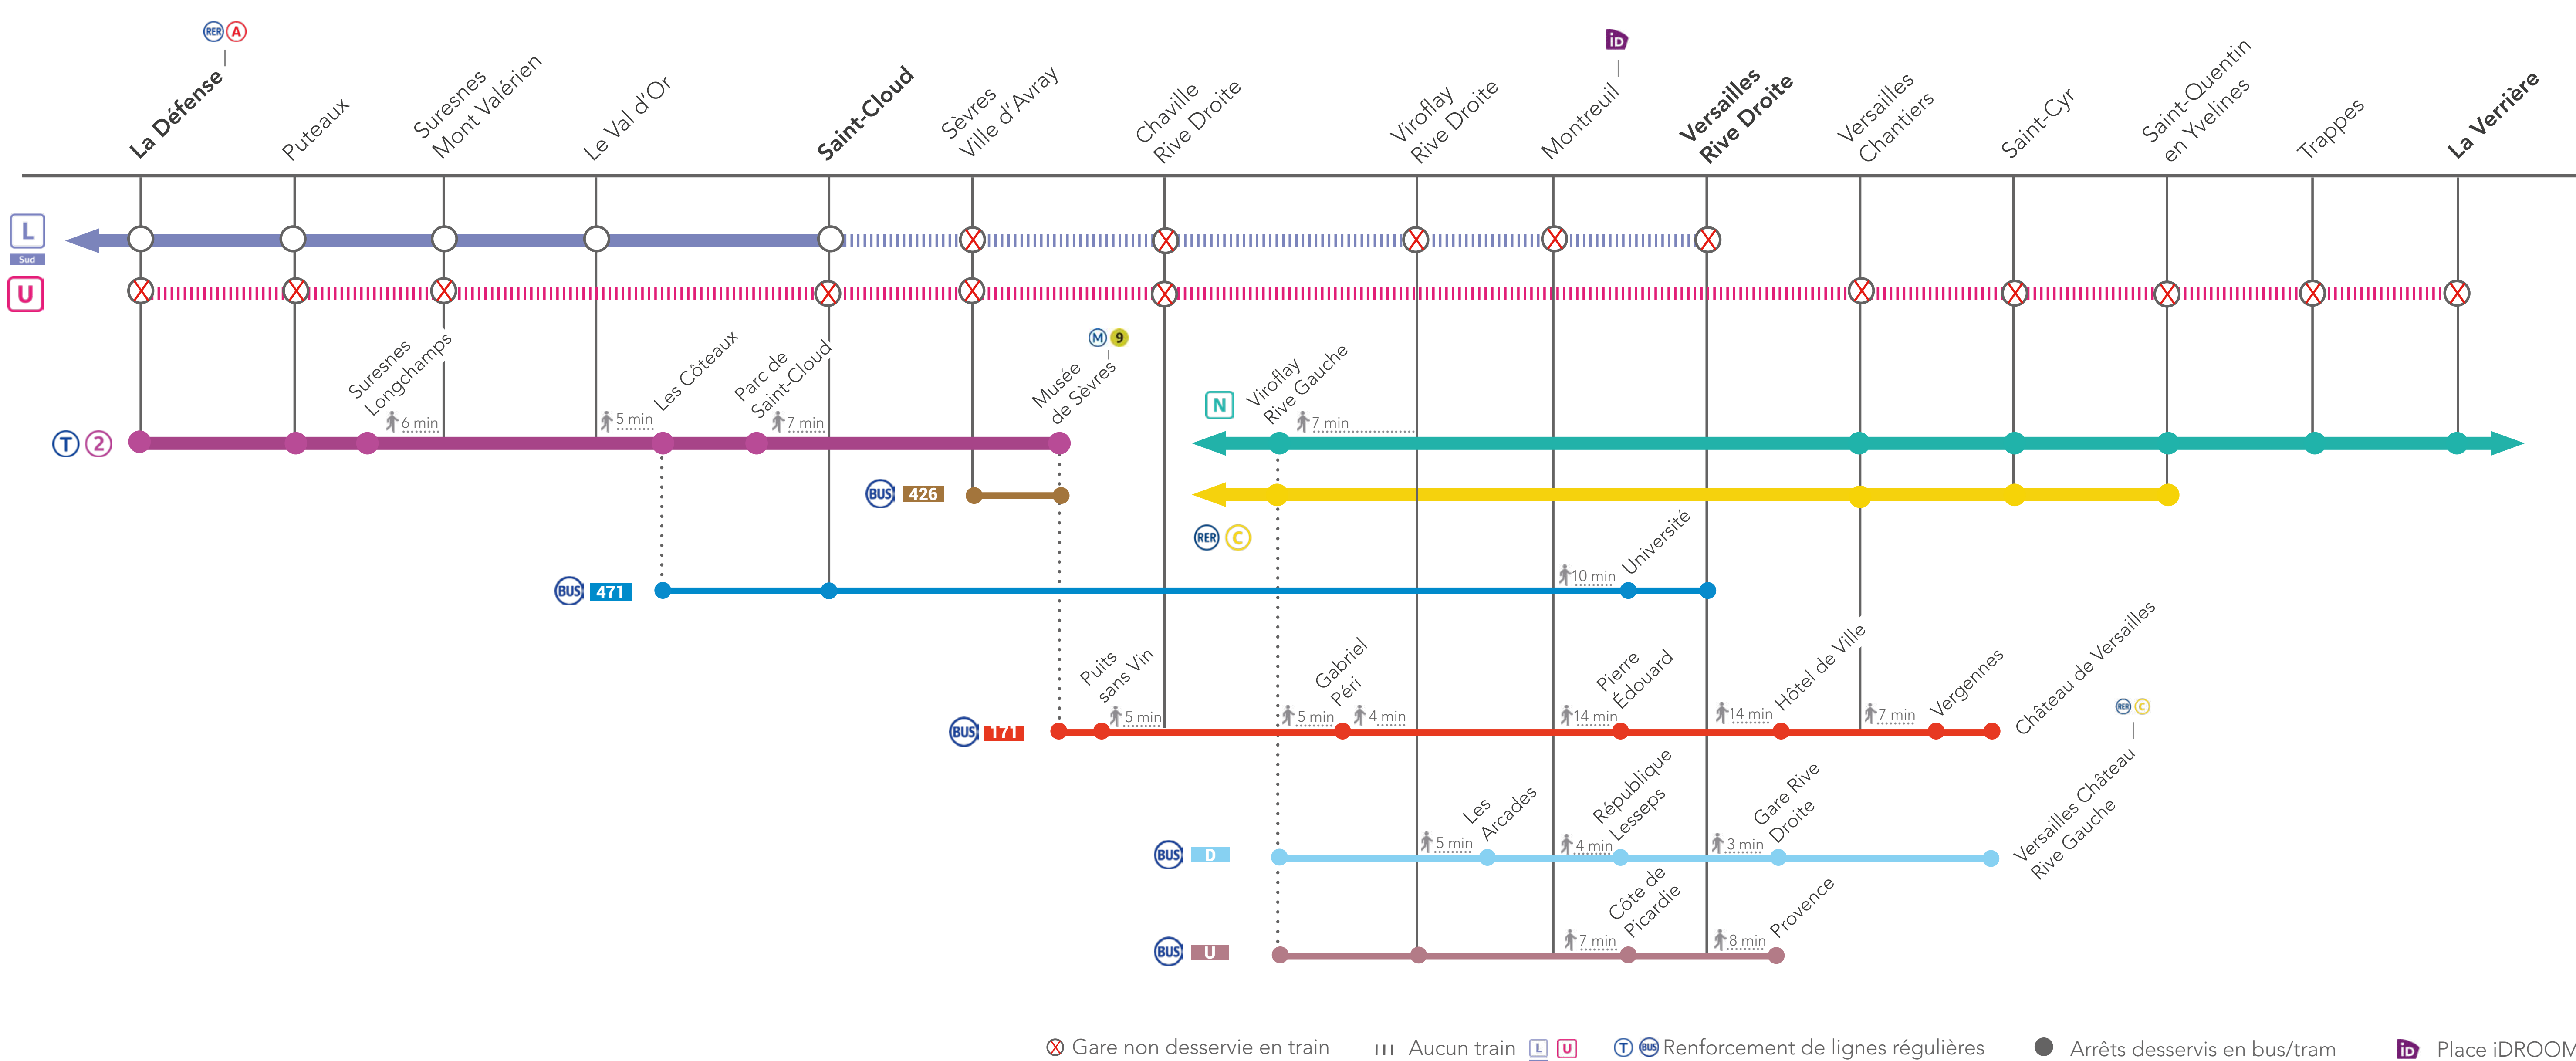 RER A
La Défense
Puteaux
Suresnes
Mont Valérien
Le Val d'Or
Saint-Cloud
Sèvres
Ville d'Avray
Chaville
Rive Droite
Viroflay
Rive Droite
iD
Montreuil
Versailles
Rive Droite
Versailles
Chantiers
Saint-Cyr
Saint-Quentin
en Yvelines
Trappes
La Verrière
L
Sud
U
Suresnes
Longchamps
6 min
5 min
Les Côteaux
Parc de
Saint-Cloud
7 min
M 9
Musée
de Sèvres
N
Viroflay
Rive Gauche
7 min
T 2
BUS 426
RER C
BUS 471
10 min
Université
BUS 171
Puits
sans Vin
5 min
5 min
Gabriel
Péri
4 min
14 min
Pierre
Édouard
14 min
Hôtel de Ville
7 min
Vergennes
Château de Versailles
RER C
Versailles Château
Rive Gauche
BUS D
5 min
Les
Arcades
4 min
République
Lesseps
3 min
Gare Rive
Droite
BUS U
7 min
Côte de
Picardie
8 min
Provence
Gare non desservie en train
Aucun train L U
T BUS Renforcement de lignes régulières
Arrêts desservis en bus/tram
iD Place iDROOM